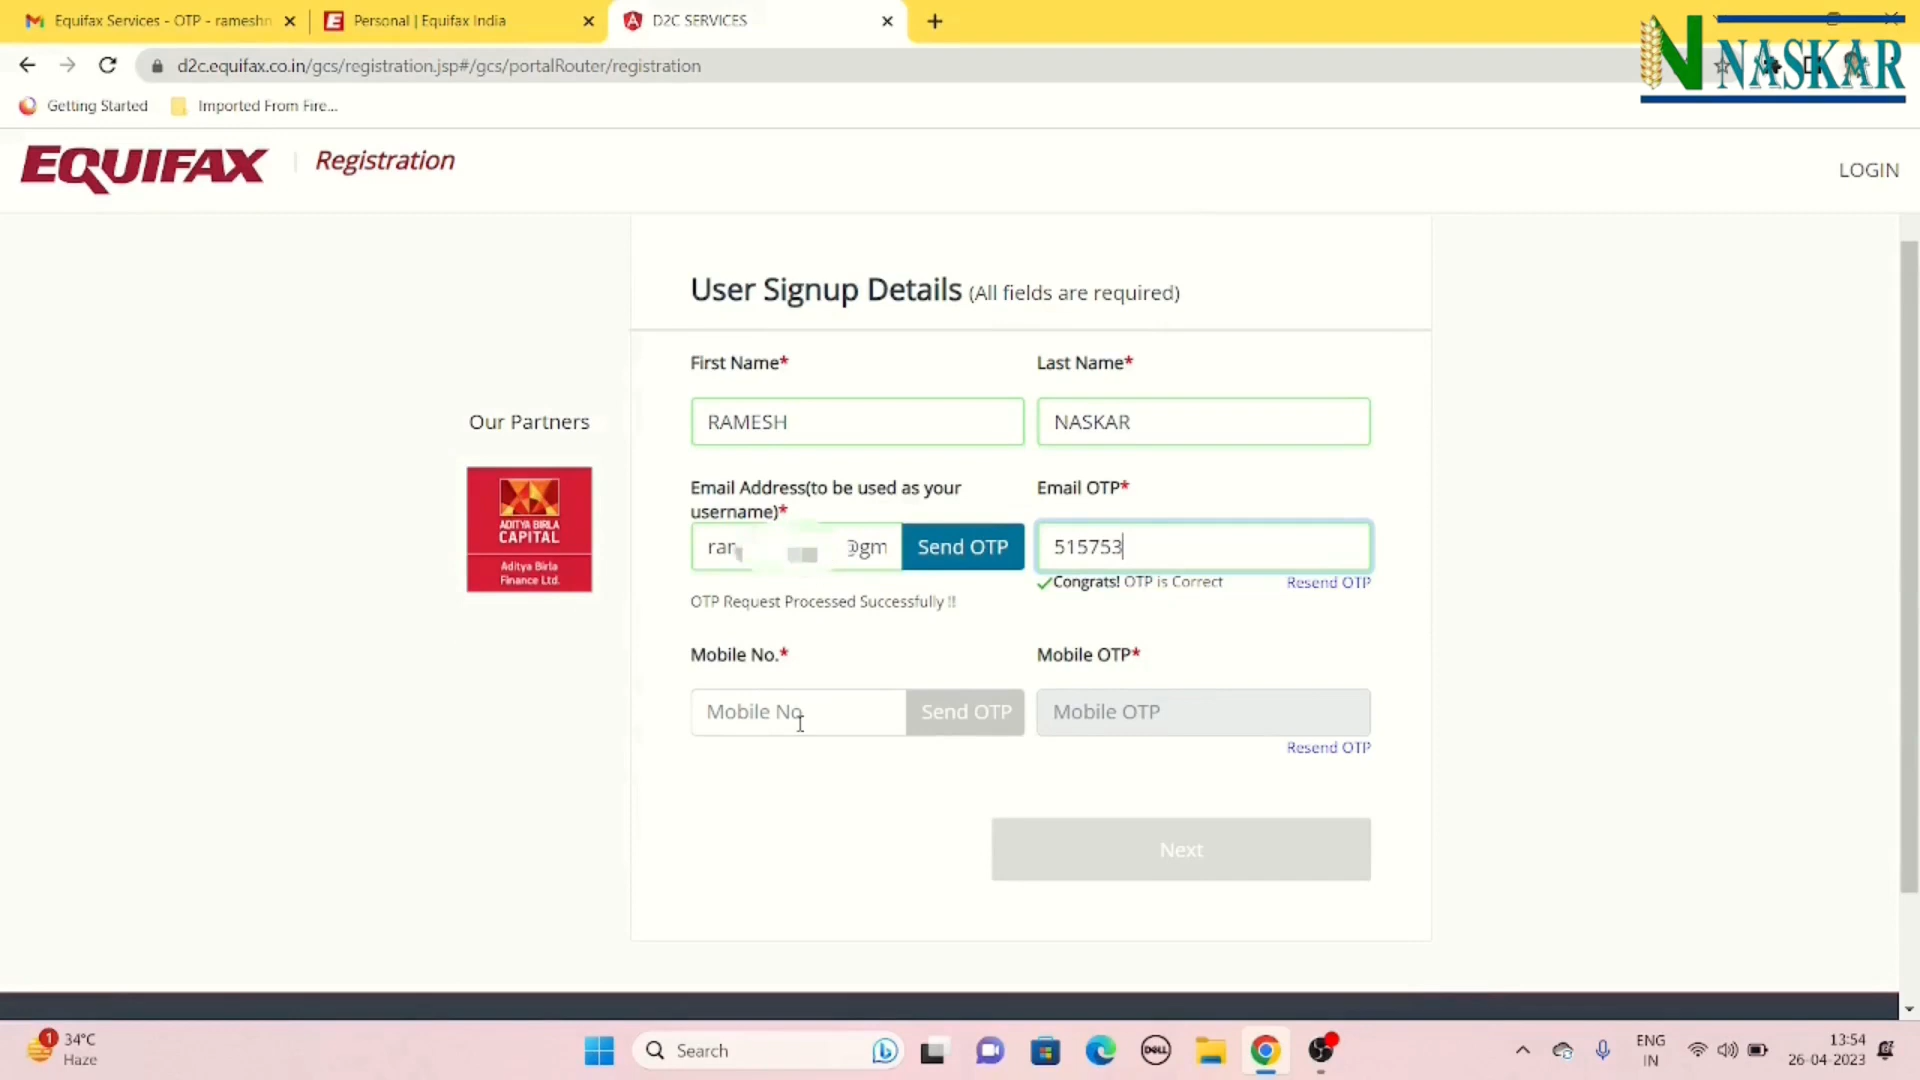 Equifax Services - OTP - rameshn
Personal | Equifax India
D2C SERVICES
d2c.equifax.co.in/gcs/registration.jsp#/gcs/portalRouter/registration
NASKAR
Getting Started
Imported From Fire...
EQUIFAX
Registration
LOGIN
User Signup Details (All fields are required)
First Name*
Last Name*
RAMESH
NASKAR
Our Partners
ADITYA BIRLA
CAPITAL
Aditya Birla
Finance Ltd.
Email Address(to be used as your
username)*
Email OTP*
@gm
Send OTP
515753
Congrats! OTP is Correct
Resend OTP
OTP Request Processed Successfully !!
Mobile No.*
Mobile OTP*
Mobile No
Send OTP
Mobile OTP
Resend OTP
Next
1
34°C
Haze
Search
DELL
ENG
IN
13:54
26-04-2023